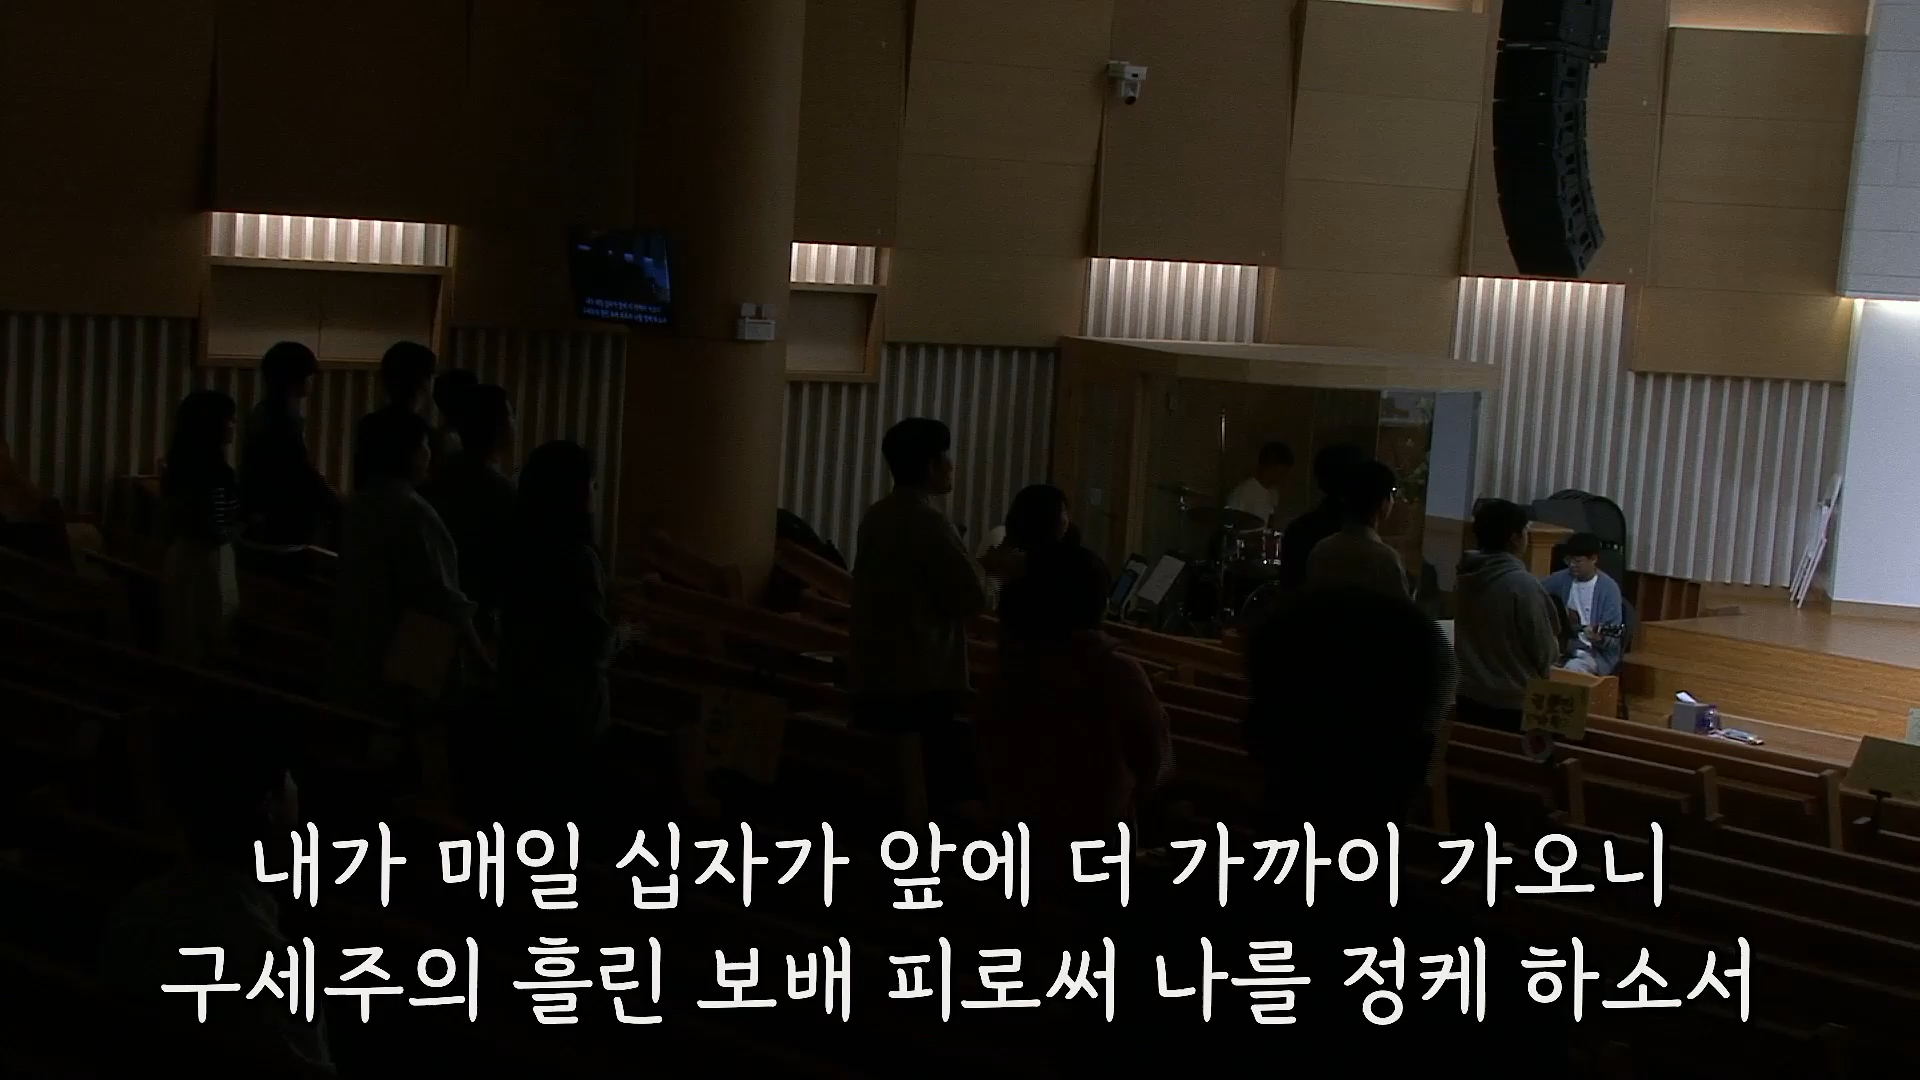 내가 매일 십자가 앞에 더 가까이 가오니
구세주의 흘린 보배 피로써 나를 정케 하소서